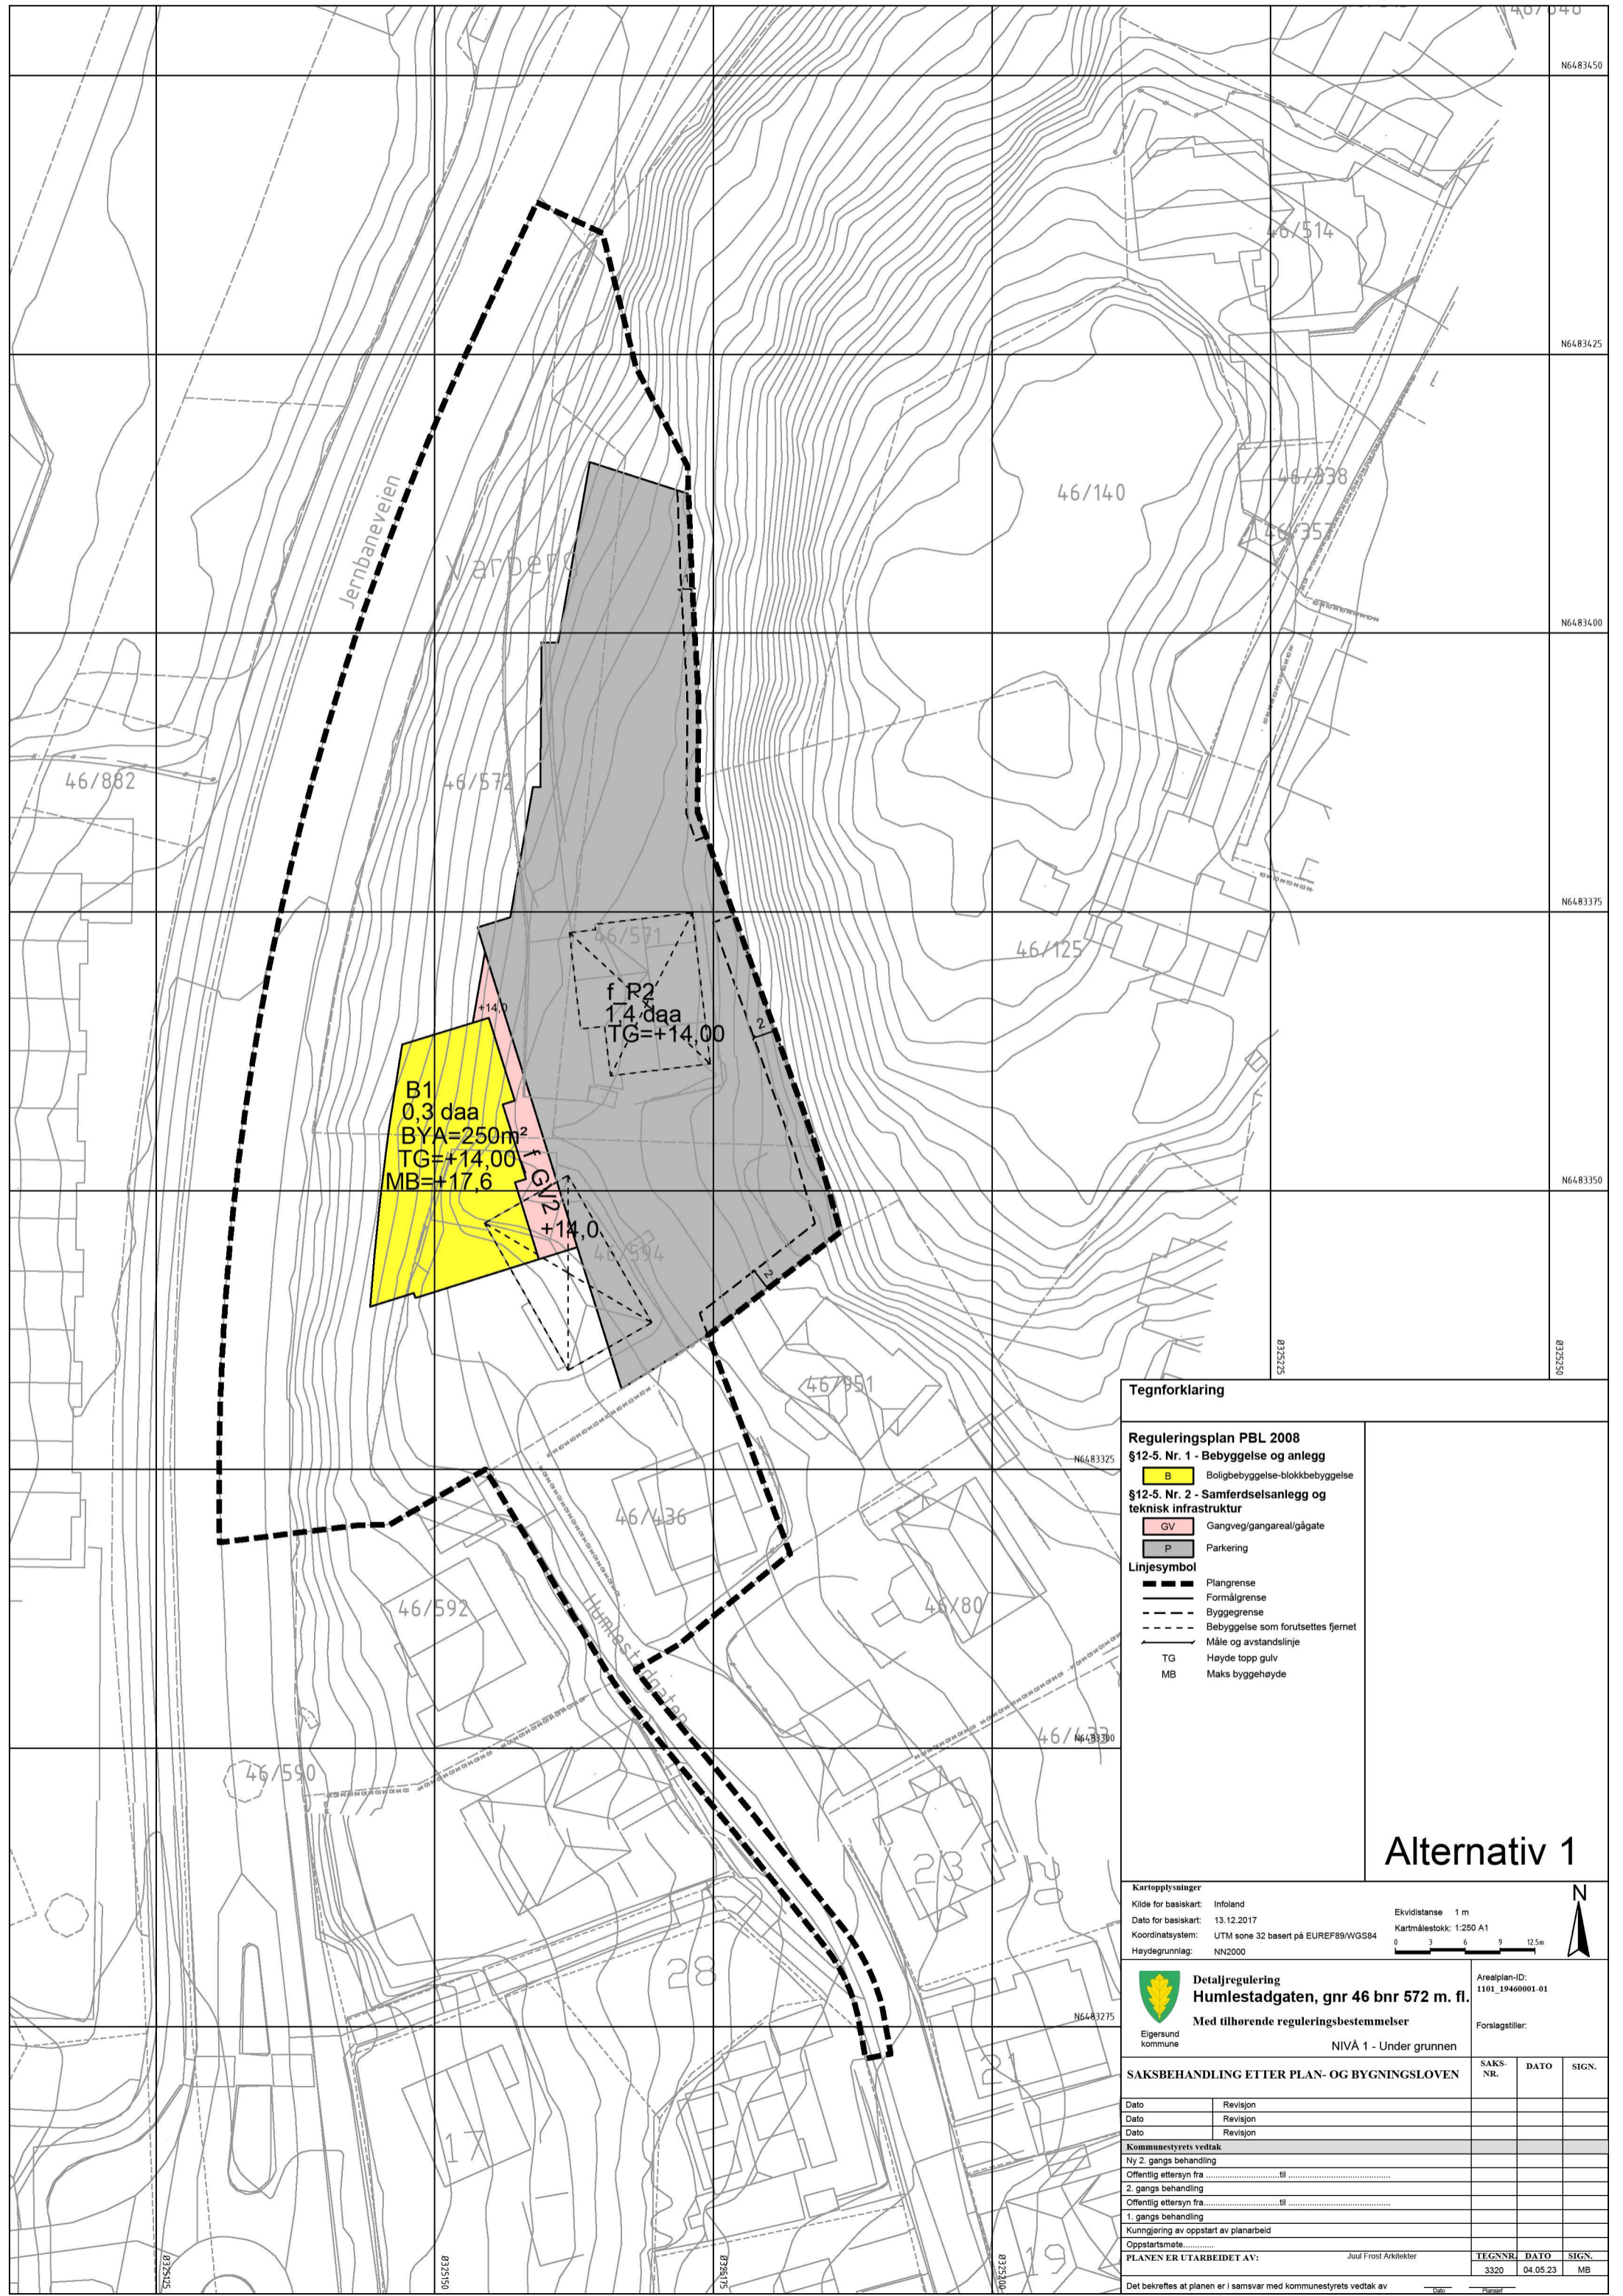 N6483450
46/514
N6483425
Jernbaneveien
46/338
46/140
46/357
Varberg
N6483400
46/882
46/572
1
N6483375
46/571
46/125
f_P2
1,4 daa
TG=+14,00
+14,0
2
B1
0,3 daa
BYA=250m²
TG=+14,00
MB=+17,6
f_GV2
+14,0
N6483350
46/594
2
46/951
Ø325225
Ø325250
N6483325
46/436
46/592
46/80
Humlestadgaten
46/433
N6483300
46/590
23
28
N6483275
21
17
19
Ø325125
Ø325150
Ø325175
Ø325200
Tegnforklaring
Reguleringsplan PBL 2008
§12-5. Nr. 1 - Bebyggelse og anlegg
B Boligbebyggelse-blokkbebyggelse
§12-5. Nr. 2 - Samferdselsanlegg og
teknisk infrastruktur
GV Gangveg/gangareal/gågate
P Parkering
Linjesymbol
Plangrense
Formålgrense
Byggegrense
Bebyggelse som forutsettes fjernet
Måle og avstandslinje
TG Høyde topp gulv
MB Maks byggehøyde
Alternativ 1
Kartopplysninger
Kilde for basiskart: Infoland
Dato for basiskart: 13.12.2017
Koordinatsystem: UTM sone 32 basert på EUREF89/WGS84
Høydegrunnlag: NN2000
Ekvidistanse 1 m
Kartmålestokk: 1:250 A1
0 3 6 9 12.5m
N
Eigersund
kommune
Detaljregulering
Humlestadgaten, gnr 46 bnr 572 m. fl.
Med tilhørende reguleringsbestemmelser
NIVÅ 1 - Under grunnen
Arealplan-ID:
1101_19460001-01
Forslagstiller:
SAKSBEHANDLING ETTER PLAN- OG BYGNINGSLOVEN SAKS-
NR. DATO SIGN.
Dato Revisjon
Dato Revisjon
Dato Revisjon
Kommunestyrets vedtak
Ny 2. gangs behandling
Offentlig ettersyn fra ..............................til ..........................................
2. gangs behandling
Offentlig ettersyn fra...............................til ..........................................
1. gangs behandling
Kunngjøring av oppstart av planarbeid
Oppstartsmøte............
PLANEN ER UTARBEIDET AV: Juul Frost Arkitekter TEGNNR. DATO SIGN.
3320 04.05.23 MB
Det bekreftes at planen er i samsvar med kommunestyrets vedtak av
Dato Plansjef